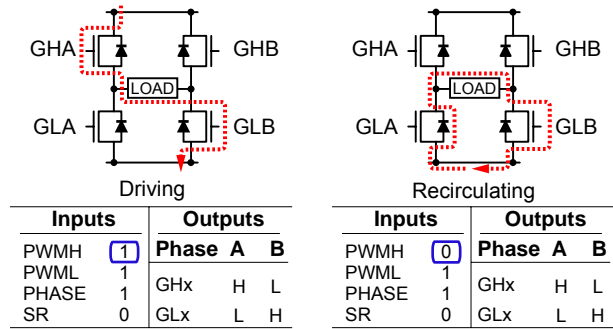 GHA GHB
LOAD
GLA GLB
Driving
Inputs Outputs
PWMH 1 Phase A B
PWML 1
PHASE 1 GHx H L
SR 0 GLx L H
GHA GHB
LOAD
GLA GLB
Recirculating
Inputs Outputs
PWMH 0 Phase A B
PWML 1
PHASE 1 GHx H L
SR 0 GLx L H